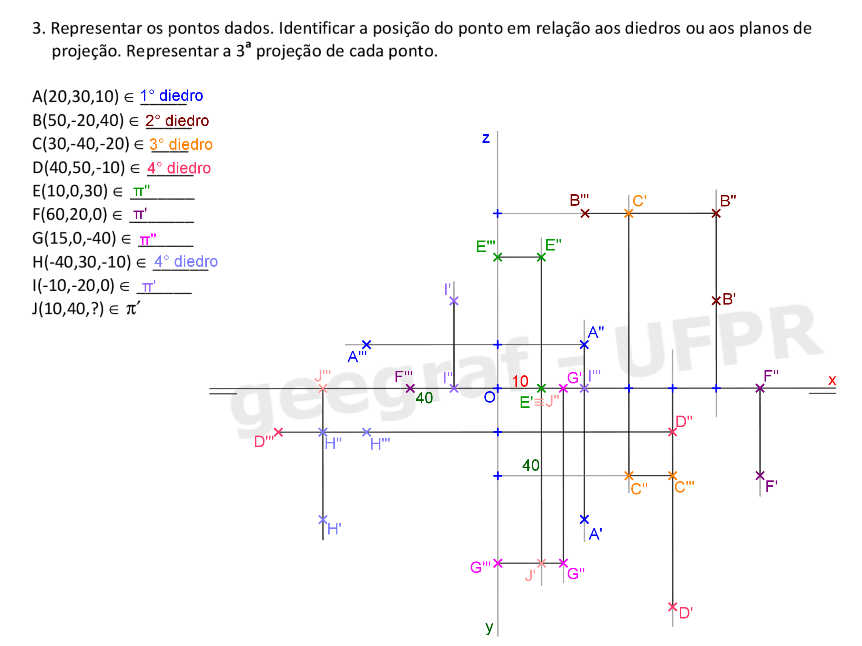 3. Representar os pontos dados. Identificar a posição do ponto em relação aos diedros ou aos planos de
projeção. Representar a 3ª projeção de cada ponto.
A(20,30,10) ∈ 1° diedro
B(50,-20,40) ∈ 2° diedro
C(30,-40,-20) ∈ 3° diedro
D(40,50,-10) ∈ 4° diedro
E(10,0,30) ∈ π"
F(60,20,0) ∈ π'
G(15,0,-40) ∈ π"
H(-40,30,-10) ∈ 4° diedro
I(-10,-20,0) ∈ π'
J(10,40,?) ∈ π′
z
B''' C' B"
E''' E"
I' B'
A" A'''
geegraf - UFPR
J''' F''' I" 10 G' I''' F" x
40 O E'≡J"
D''' H" H''' D"
40 C" C''' F'
H' A'
G''' J' G"
D'
y